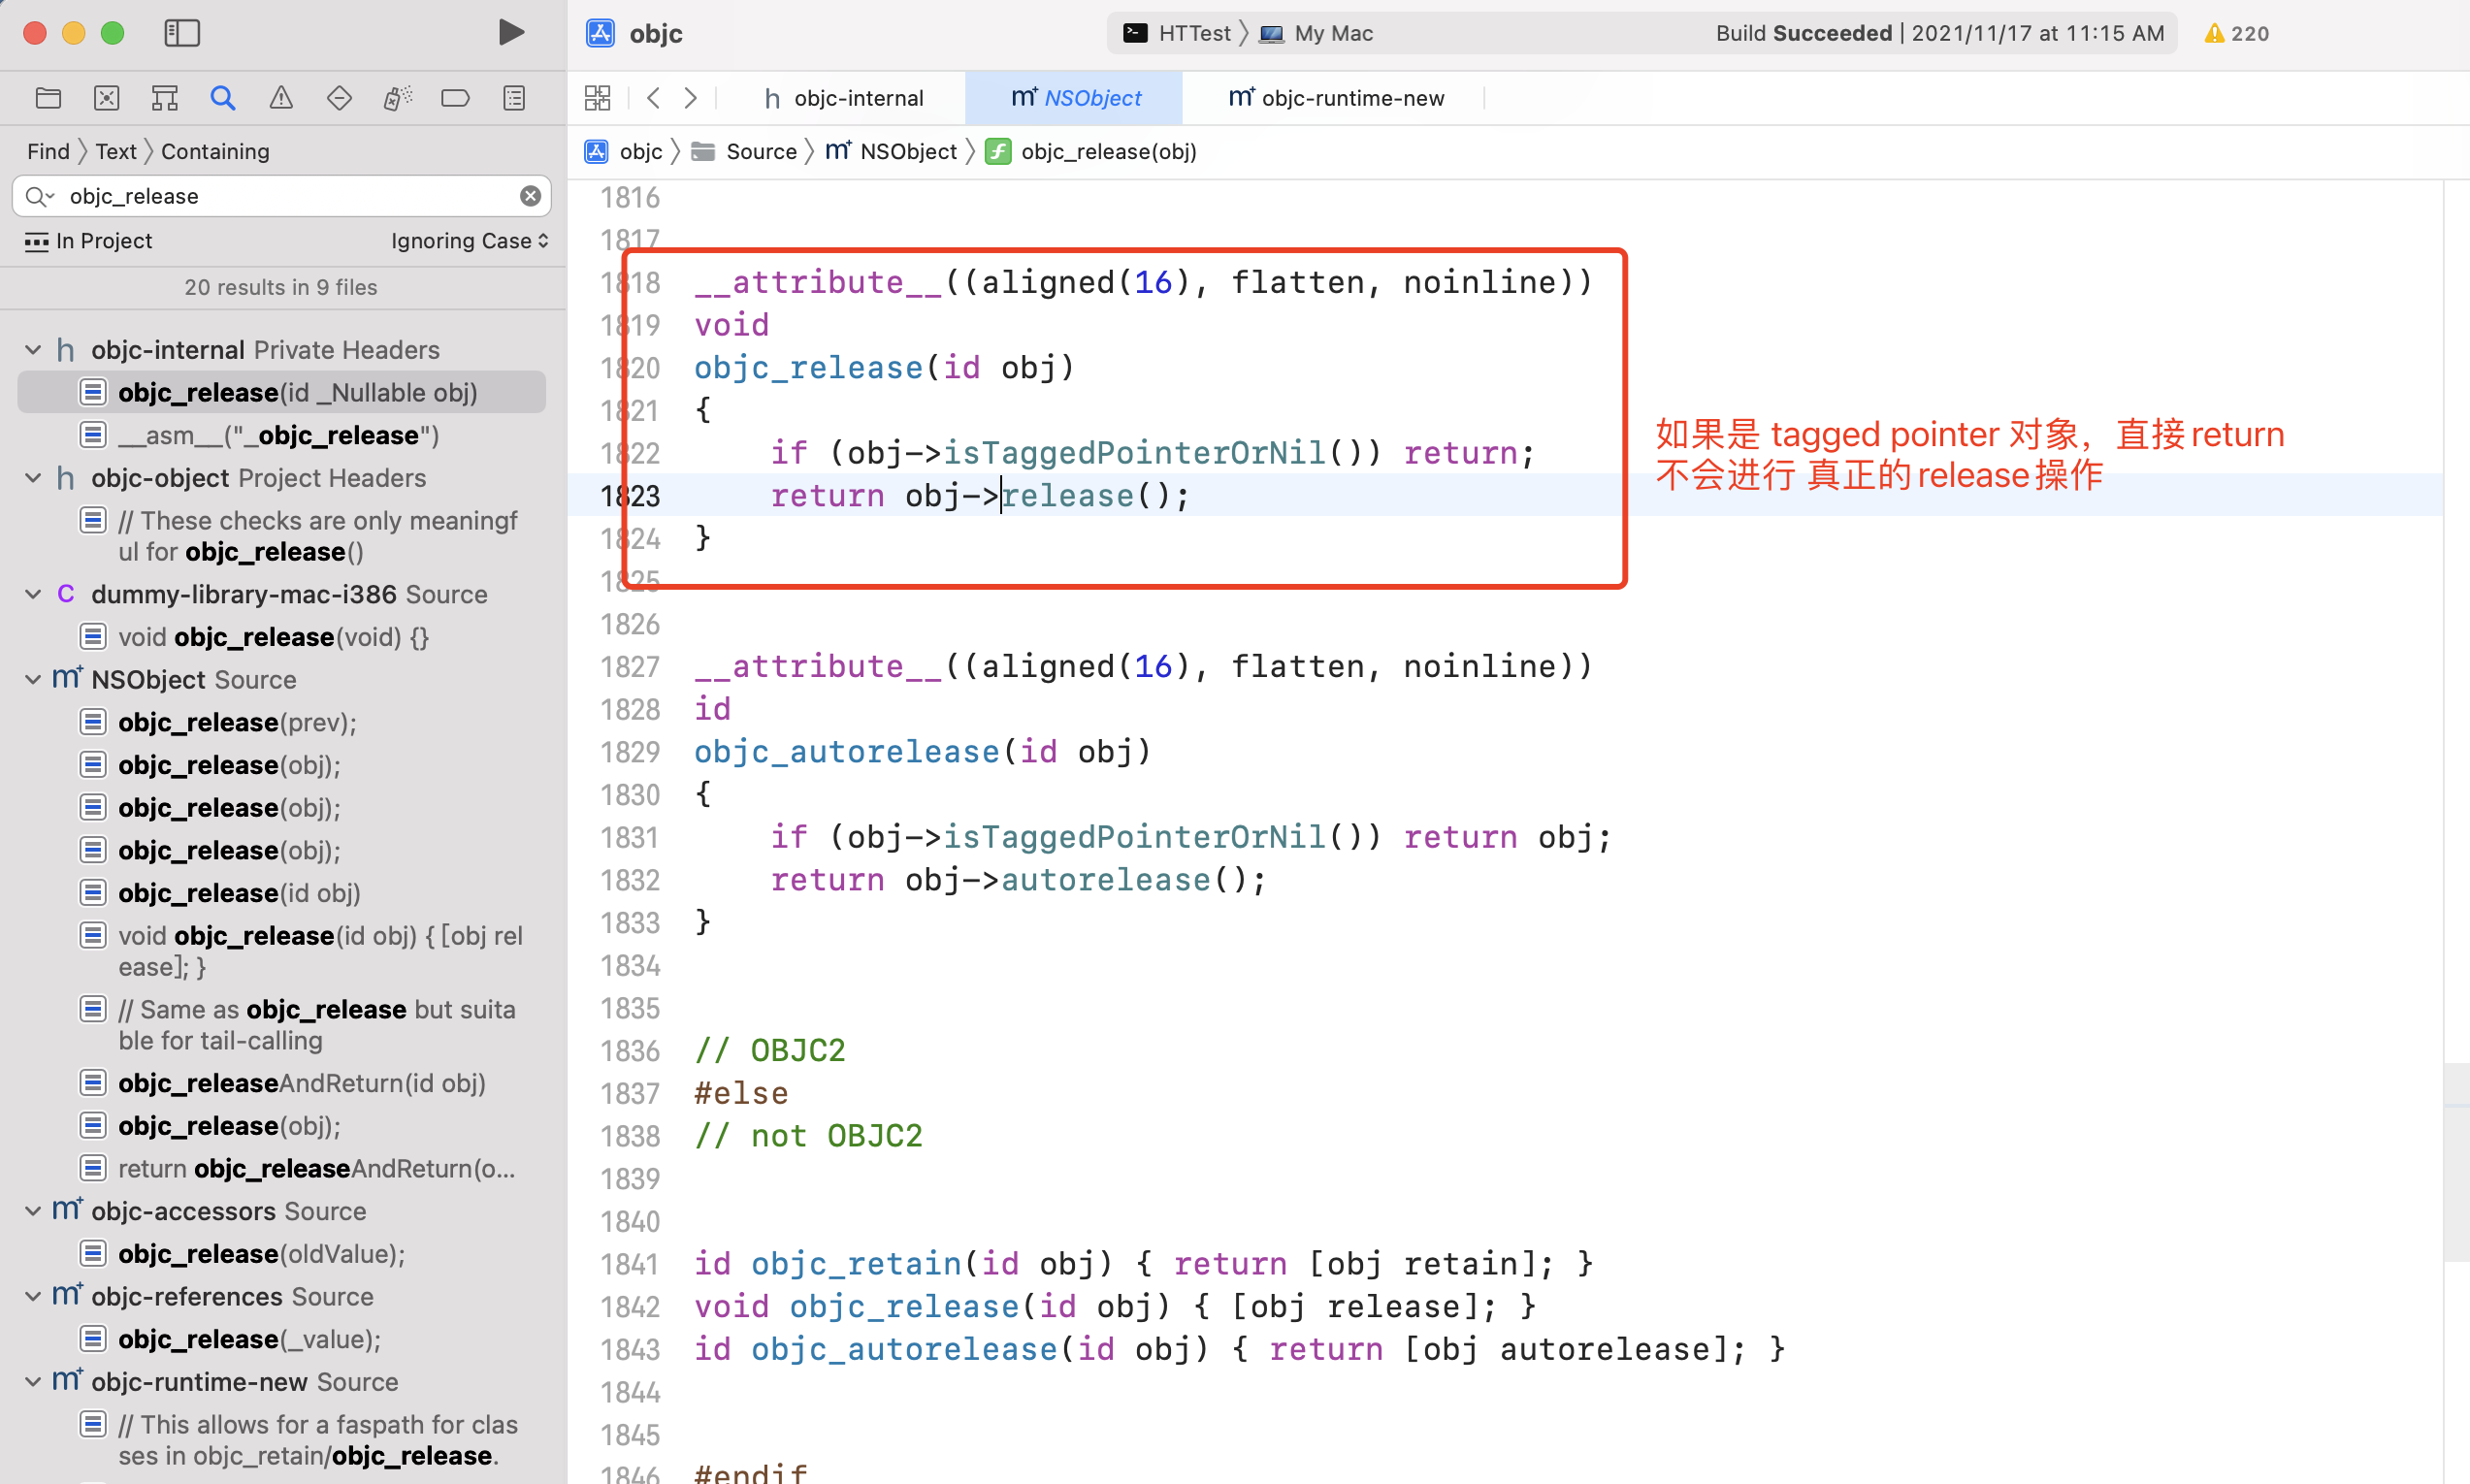 objc
HTTest 〉 My Mac
Build Succeeded | 2021/11/17 at 11:15 AM
220
objc-internal
NSObject
objc-runtime-new
Find 〉 Text 〉 Containing
objc 〉 Source 〉 NSObject 〉 objc_release(obj)
objc_release
In Project
Ignoring Case
20 results in 9 files
objc-internal Private Headers
objc_release(id _Nullable obj)
__asm__("_objc_release")
objc-object Project Headers
// These checks are only meaningf
ul for objc_release()
dummy-library-mac-i386 Source
void objc_release(void) {}
NSObject Source
objc_release(prev);
objc_release(obj);
objc_release(obj);
objc_release(obj);
objc_release(id obj)
void objc_release(id obj) { [obj rel
ease]; }
// Same as objc_release but suita
ble for tail-calling
objc_releaseAndReturn(id obj)
objc_release(obj);
return objc_releaseAndReturn(o...
objc-accessors Source
objc_release(oldValue);
objc-references Source
objc_release(_value);
objc-runtime-new Source
// This allows for a faspath for clas
ses in objc_retain/objc_release.
1816
1817
1818 __attribute__((aligned(16), flatten, noinline))
1819 void
1820 objc_release(id obj)
1821 {
1822     if (obj->isTaggedPointerOrNil()) return;
1823     return obj->release();
1824 }
1825
1826
1827 __attribute__((aligned(16), flatten, noinline))
1828 id
1829 objc_autorelease(id obj)
1830 {
1831     if (obj->isTaggedPointerOrNil()) return obj;
1832     return obj->autorelease();
1833 }
1834
1835
1836 // OBJC2
1837 #else
1838 // not OBJC2
1839
1840
1841 id objc_retain(id obj) { return [obj retain]; }
1842 void objc_release(id obj) { [obj release]; }
1843 id objc_autorelease(id obj) { return [obj autorelease]; }
1844
1845
1846 #endif
如果是 tagged pointer 对象，直接return
不会进行 真正的release操作